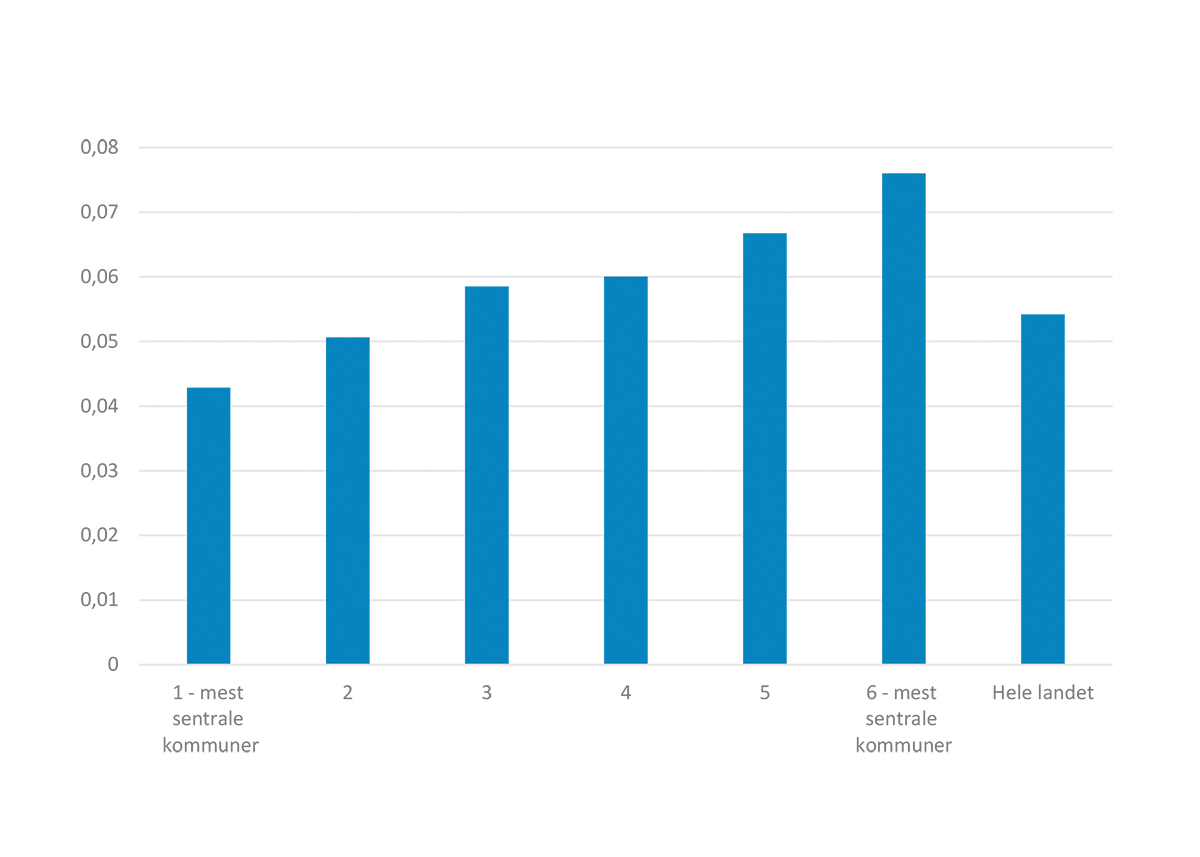 0,08
0,07
0,06
0,05
0,04
0,03
0,02
0,01
0
1 - mest
sentrale
kommuner
2
3
4
5
6 - mest
sentrale
kommuner
Hele landet